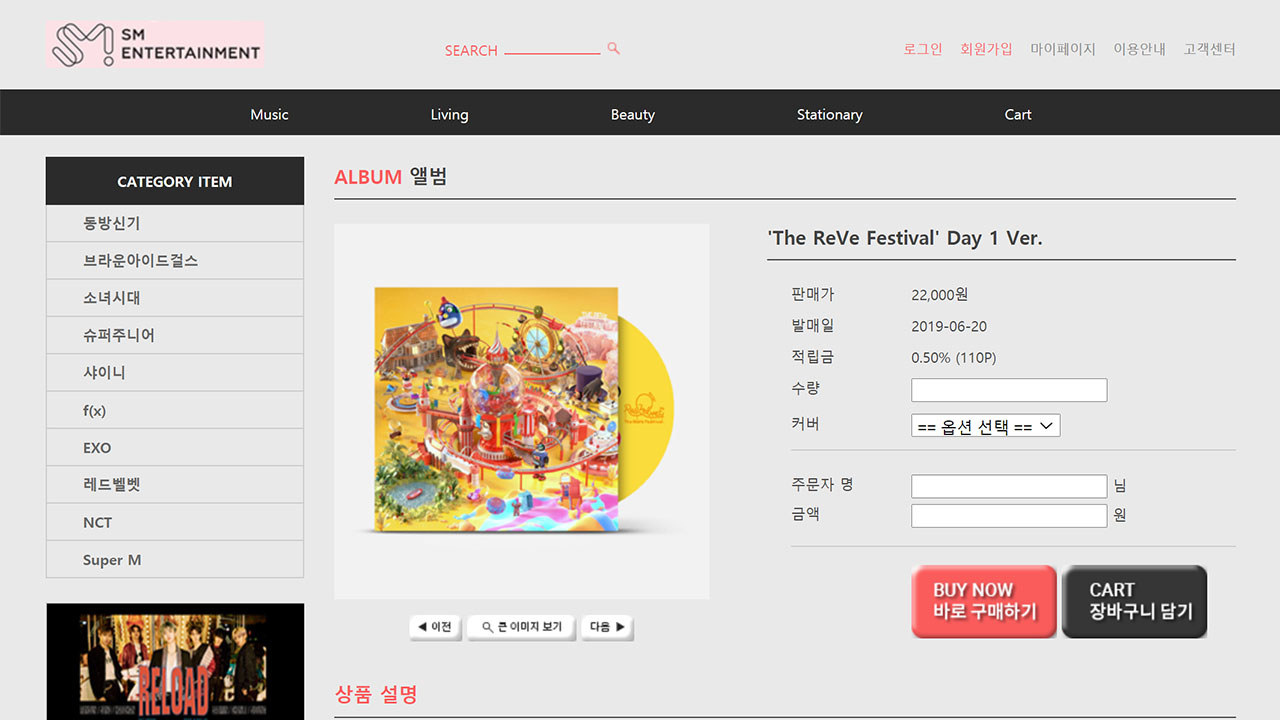 SM
ENTERTAINMENT
SEARCH
로그인 회원가입 마이페이지 이용안내 고객센터
Music Living Beauty Stationary Cart
CATEGORY ITEM
동방신기
브라운아이드걸스
소녀시대
슈퍼주니어
샤이니
f(x)
EXO
레드벨벳
NCT
Super M
RELOAD
ALBUM 앨범
◀ 이전 큰 이미지 보기 다음 ▶
'The ReVe Festival' Day 1 Ver.
판매가 22,000원
발매일 2019-06-20
적립금 0.50% (110P)
수량
커버 == 옵션 선택 ==
주문자 명 님
금액 원
BUY NOW
바로 구매하기
CART
장바구니 담기
상품 설명